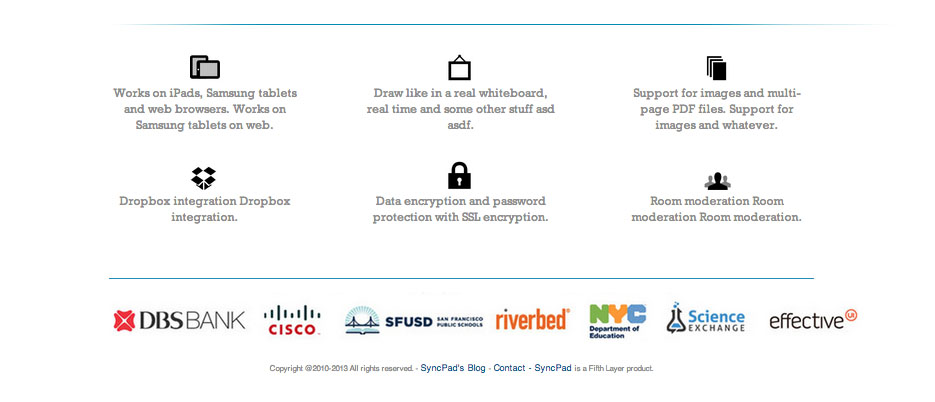 Works on iPads, Samsung tablets
and web browsers. Works on
Samsung tablets on web.
Draw like in a real whiteboard,
real time and some other stuff asd
asdf.
Support for images and multi-
page PDF files. Support for
images and whatever.
Dropbox integration Dropbox
integration.
Data encryption and password
protection with SSL encryption.
Room moderation Room
moderation Room moderation.
DBS BANK
CISCO
SFUSD SAN FRANCISCO
PUBLIC SCHOOLS
riverbed®
NYC
Department of
Education
Science
EXCHANGE
effective UI
Copyright @2010-2013 All rights reserved. - SyncPad's Blog - Contact - SyncPad is a Fifth Layer product.